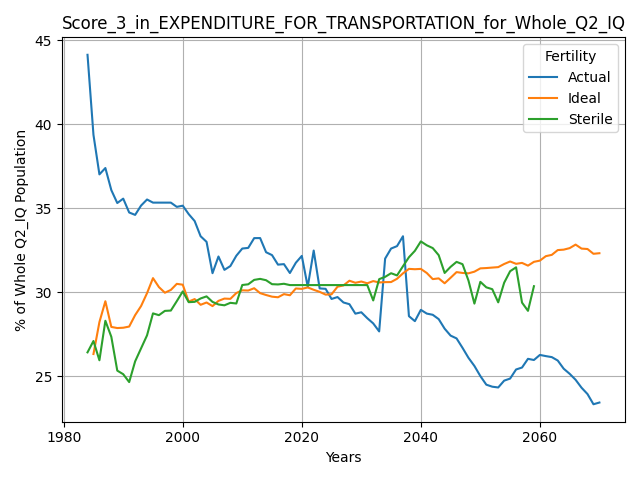 Score_3_in_EXPENDITURE_FOR_TRANSPORTATION_for_Whole_Q2_IQ
45
40
35
30
25
% of Whole Q2_IQ Population
Fertility
Actual
Ideal
Sterile
1980
2000
2020
2040
2060
Years